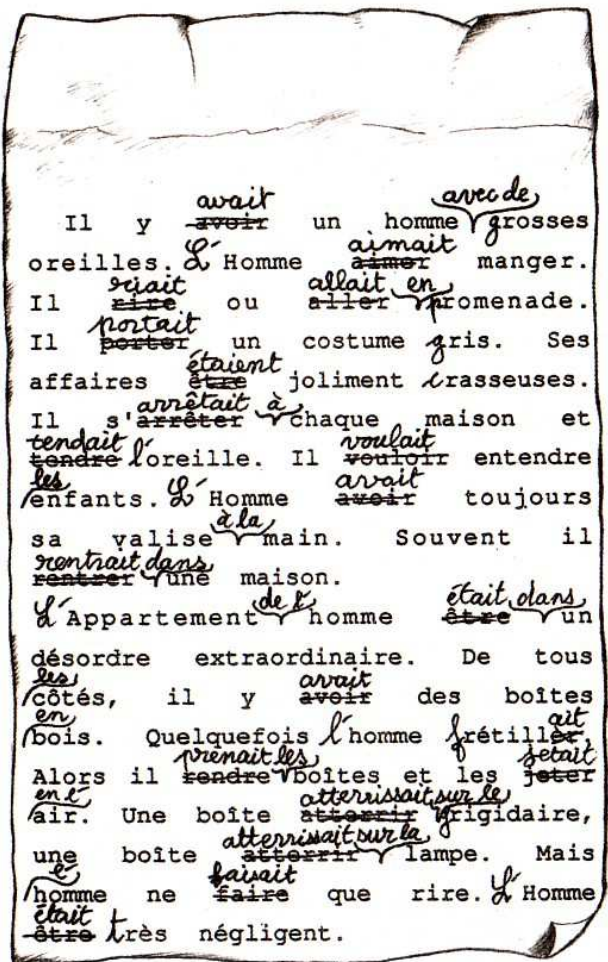 avait avec de
Il y avoir un homme grosses
aimait
oreilles. L'Homme aimer manger.
riait allait en
Il rire ou aller promenade.
portait
Il porter un costume gris. Ses
étaient
affaires être joliment crasseuses.
arrêtait à
Il s'arrêter chaque maison et
tendait voulait
tendre l'oreille. Il vouloir entendre
les avait
enfants. L'Homme avoir toujours
à la
sa valise main. Souvent il
rentrait dans
rentrer une maison.
de l' était dans
L'Appartement homme être un
désordre extraordinaire. De tous
les avait
côtés, il y avoir des boîtes
en ait
bois. Quelquefois l'homme frétiller,
prenait les jetait
Alors il rendre boîtes et les jeter
en l' atterrissait sur le
air. Une boîte atterrir frigidaire,
atterrissait sur la
une boîte atterrir lampe. Mais
l' faisait
homme ne faire que rire. L'Homme
était
être très négligent.